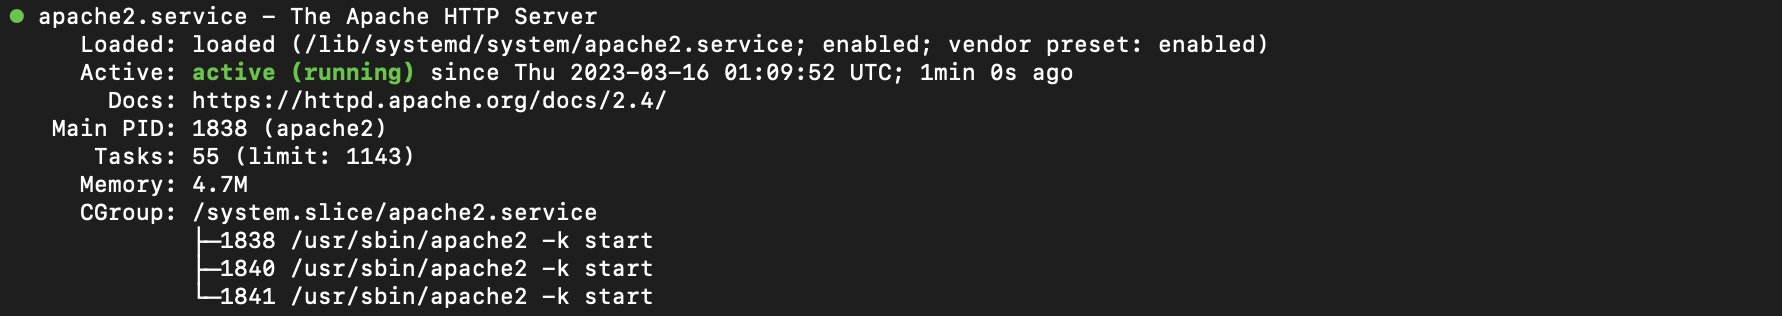 ● apache2.service - The Apache HTTP Server
Loaded: loaded (/lib/systemd/system/apache2.service; enabled; vendor preset: enabled)
Active: active (running) since Thu 2023-03-16 01:09:52 UTC; 1min 0s ago
Docs: https://httpd.apache.org/docs/2.4/
Main PID: 1838 (apache2)
Tasks: 55 (limit: 1143)
Memory: 4.7M
CGroup: /system.slice/apache2.service
├─1838 /usr/sbin/apache2 -k start
├─1840 /usr/sbin/apache2 -k start
└─1841 /usr/sbin/apache2 -k start